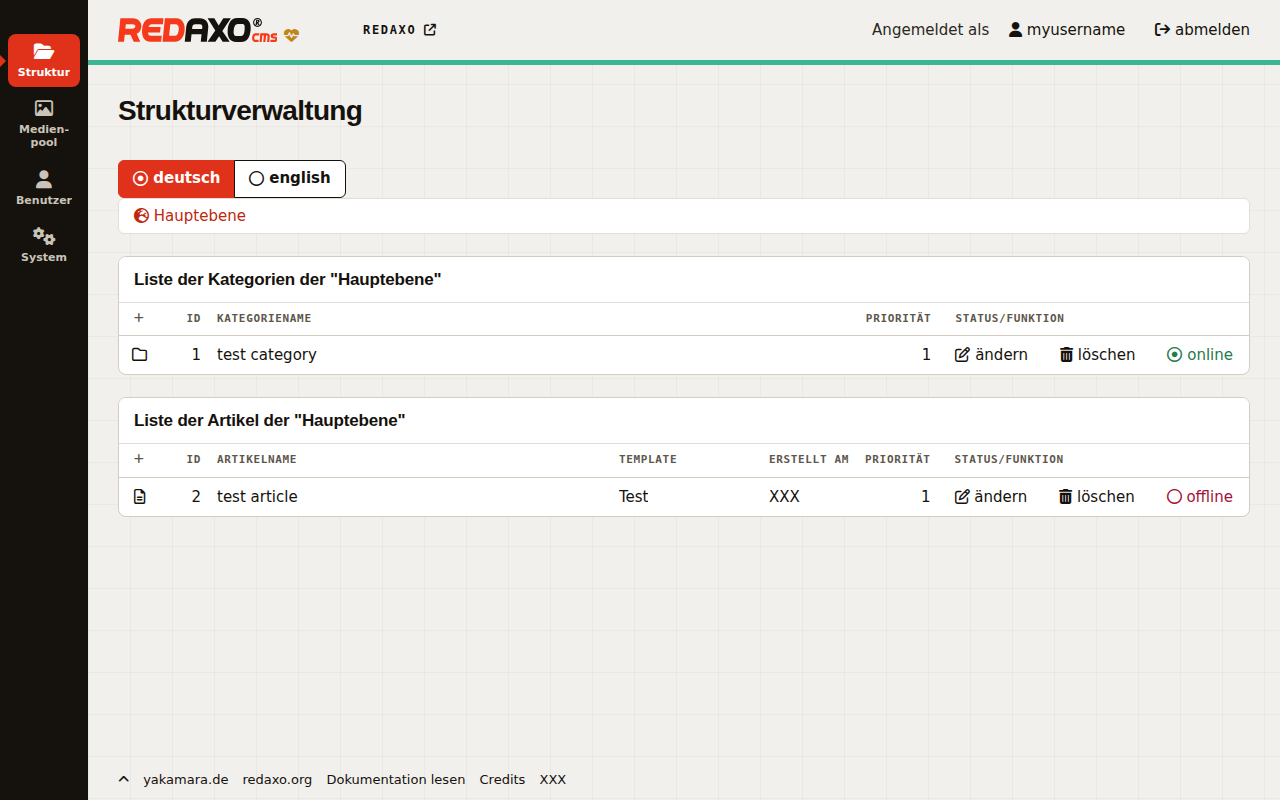 REDAXO® cms
REDAXO
Angemeldet als myusername abmelden
Struktur
Medien-
pool
Benutzer
System
Strukturverwaltung
deutsch english
Hauptebene
Liste der Kategorien der "Hauptebene"
+ ID KATEGORIENAME PRIORITÄT STATUS/FUNKTION
1 test category 1 ändern löschen online
Liste der Artikel der "Hauptebene"
+ ID ARTIKELNAME TEMPLATE ERSTELLT AM PRIORITÄT STATUS/FUNKTION
2 test article Test XXX 1 ändern löschen offline
yakamara.de redaxo.org Dokumentation lesen Credits XXX